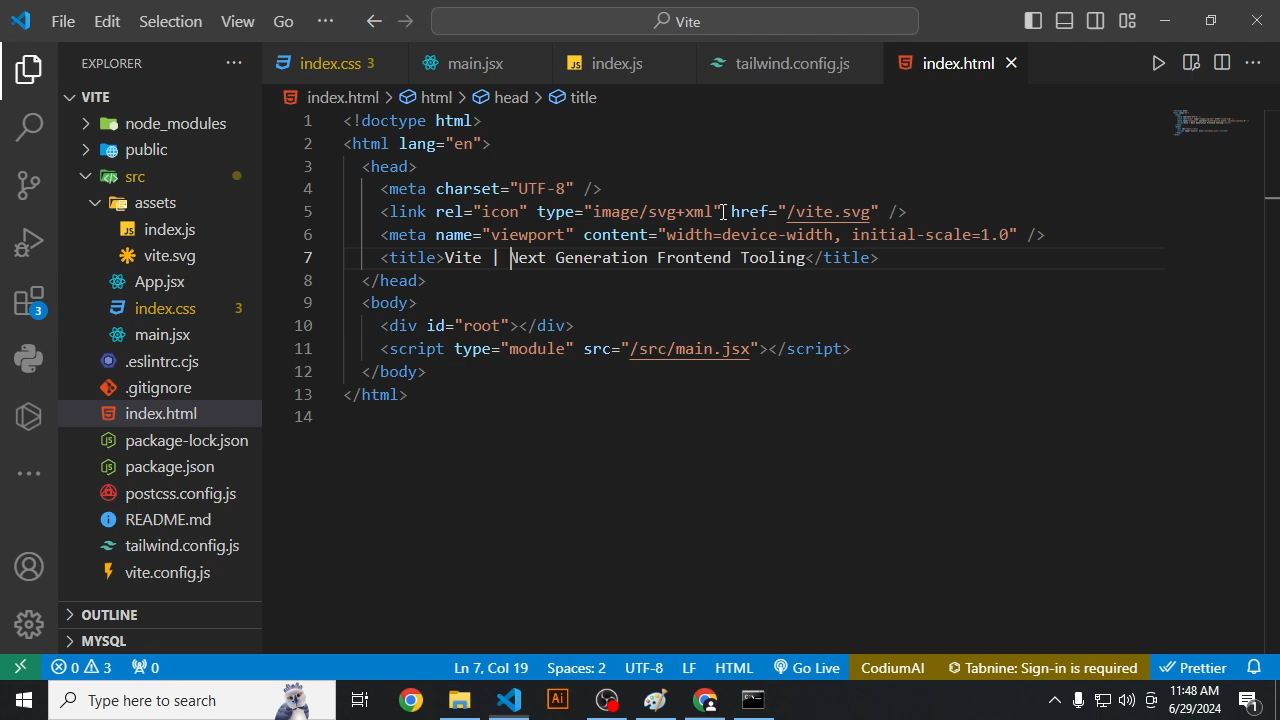 File Edit Selection View Go ··· Vite
EXPLORER ···
VITE
node_modules
public
src
assets
index.js
vite.svg
App.jsx
index.css 3
main.jsx
.eslintrc.cjs
.gitignore
index.html
package-lock.json
package.json
postcss.config.js
README.md
tailwind.config.js
vite.config.js
OUTLINE
MYSQL
3
index.css 3 main.jsx index.js tailwind.config.js index.html
index.html > html > head > title
1 <!doctype html>
2 <html lang="en">
3 <head>
4 <meta charset="UTF-8" />
5 <link rel="icon" type="image/svg+xml" href="/vite.svg" />
6 <meta name="viewport" content="width=device-width, initial-scale=1.0" />
7 <title>Vite | Next Generation Frontend Tooling</title>
8 </head>
9 <body>
10 <div id="root"></div>
11 <script type="module" src="/src/main.jsx"></script>
12 </body>
13 </html>
14
0 3 0 Ln 7, Col 19 Spaces: 2 UTF-8 LF HTML Go Live CodiumAI Tabnine: Sign-in is required Prettier
Type here to search
11:48 AM
6/29/2024
1